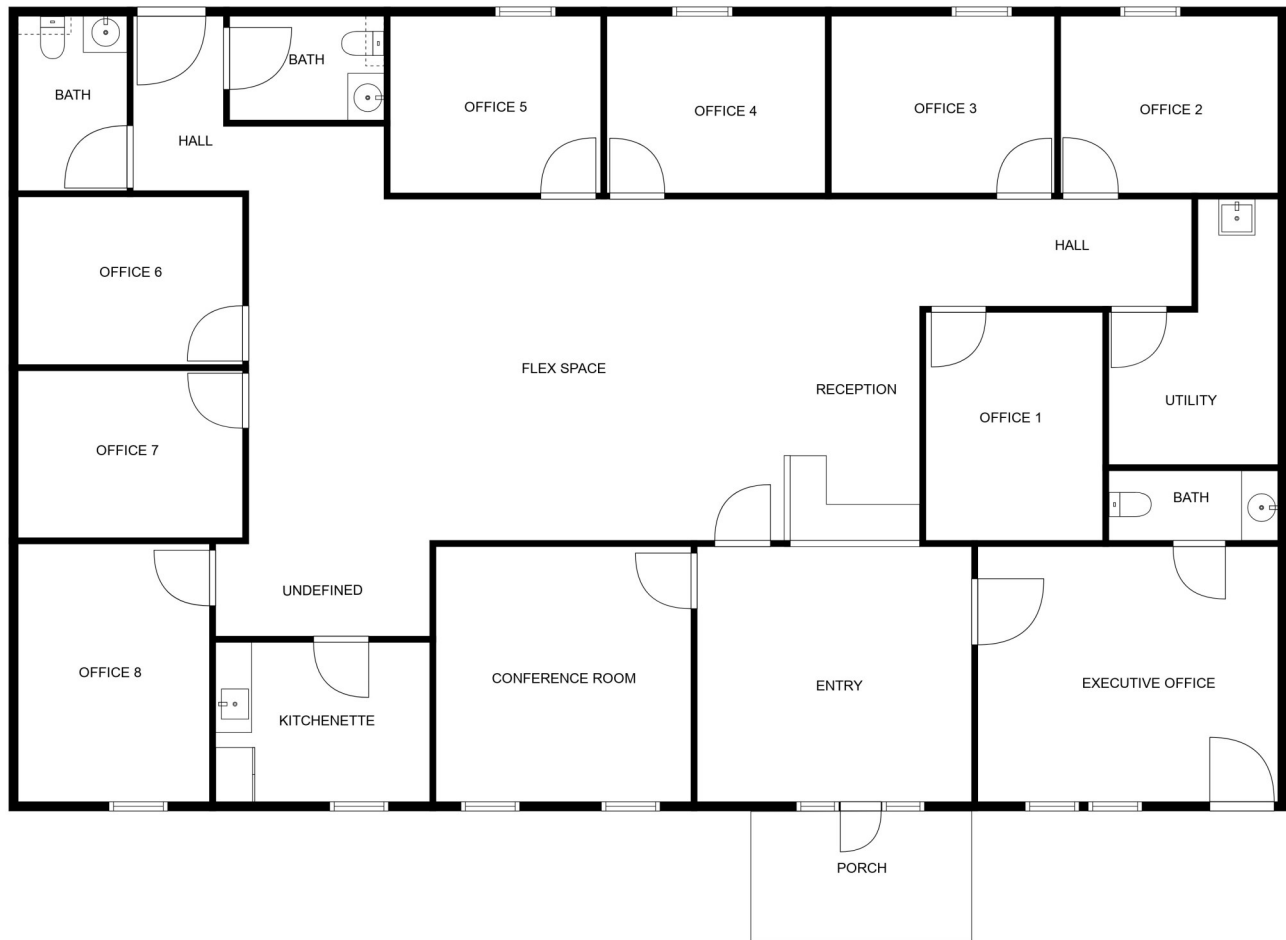 BATH
BATH
OFFICE 5
OFFICE 4
OFFICE 3
OFFICE 2
HALL
HALL
OFFICE 6
FLEX SPACE
RECEPTION
UTILITY
OFFICE 1
OFFICE 7
BATH
UNDEFINED
OFFICE 8
CONFERENCE ROOM
ENTRY
EXECUTIVE OFFICE
KITCHENETTE
PORCH